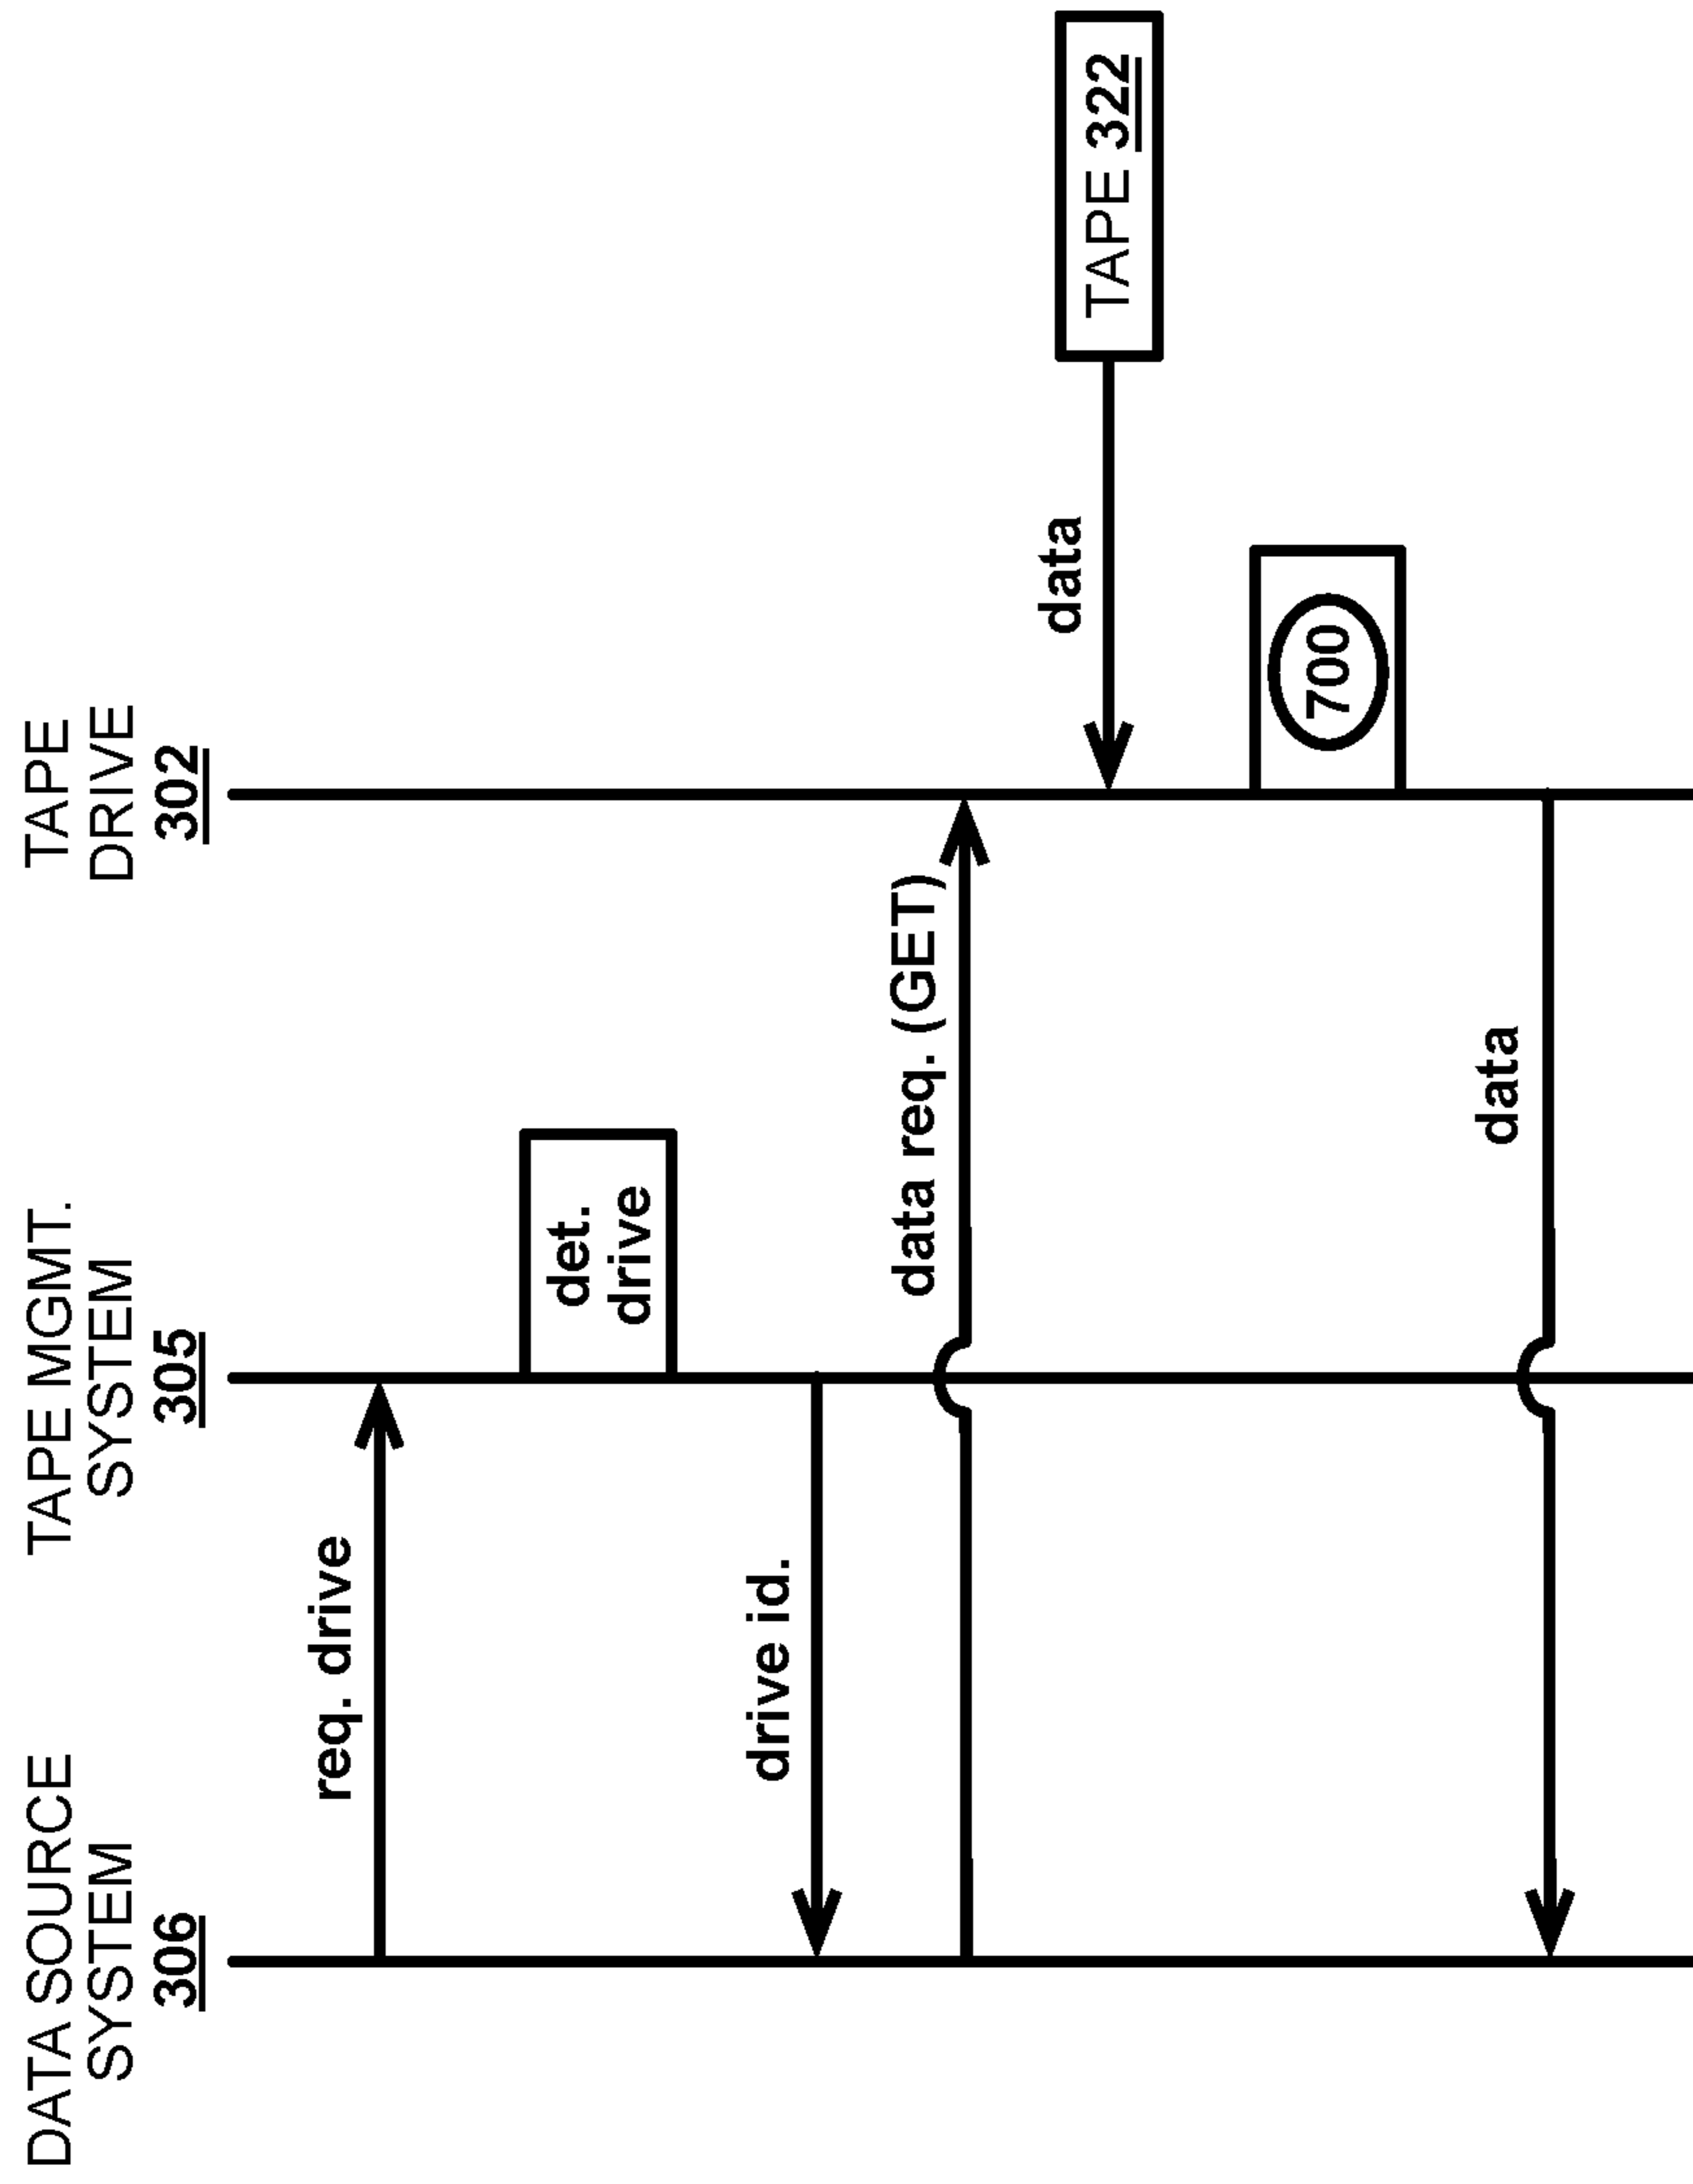 DATA SOURCE
SYSTEM
306
TAPE MGMT.
SYSTEM
305
TAPE
DRIVE
302
req. drive
det.
drive
drive id.
data req. (GET)
data
TAPE 322
700
data